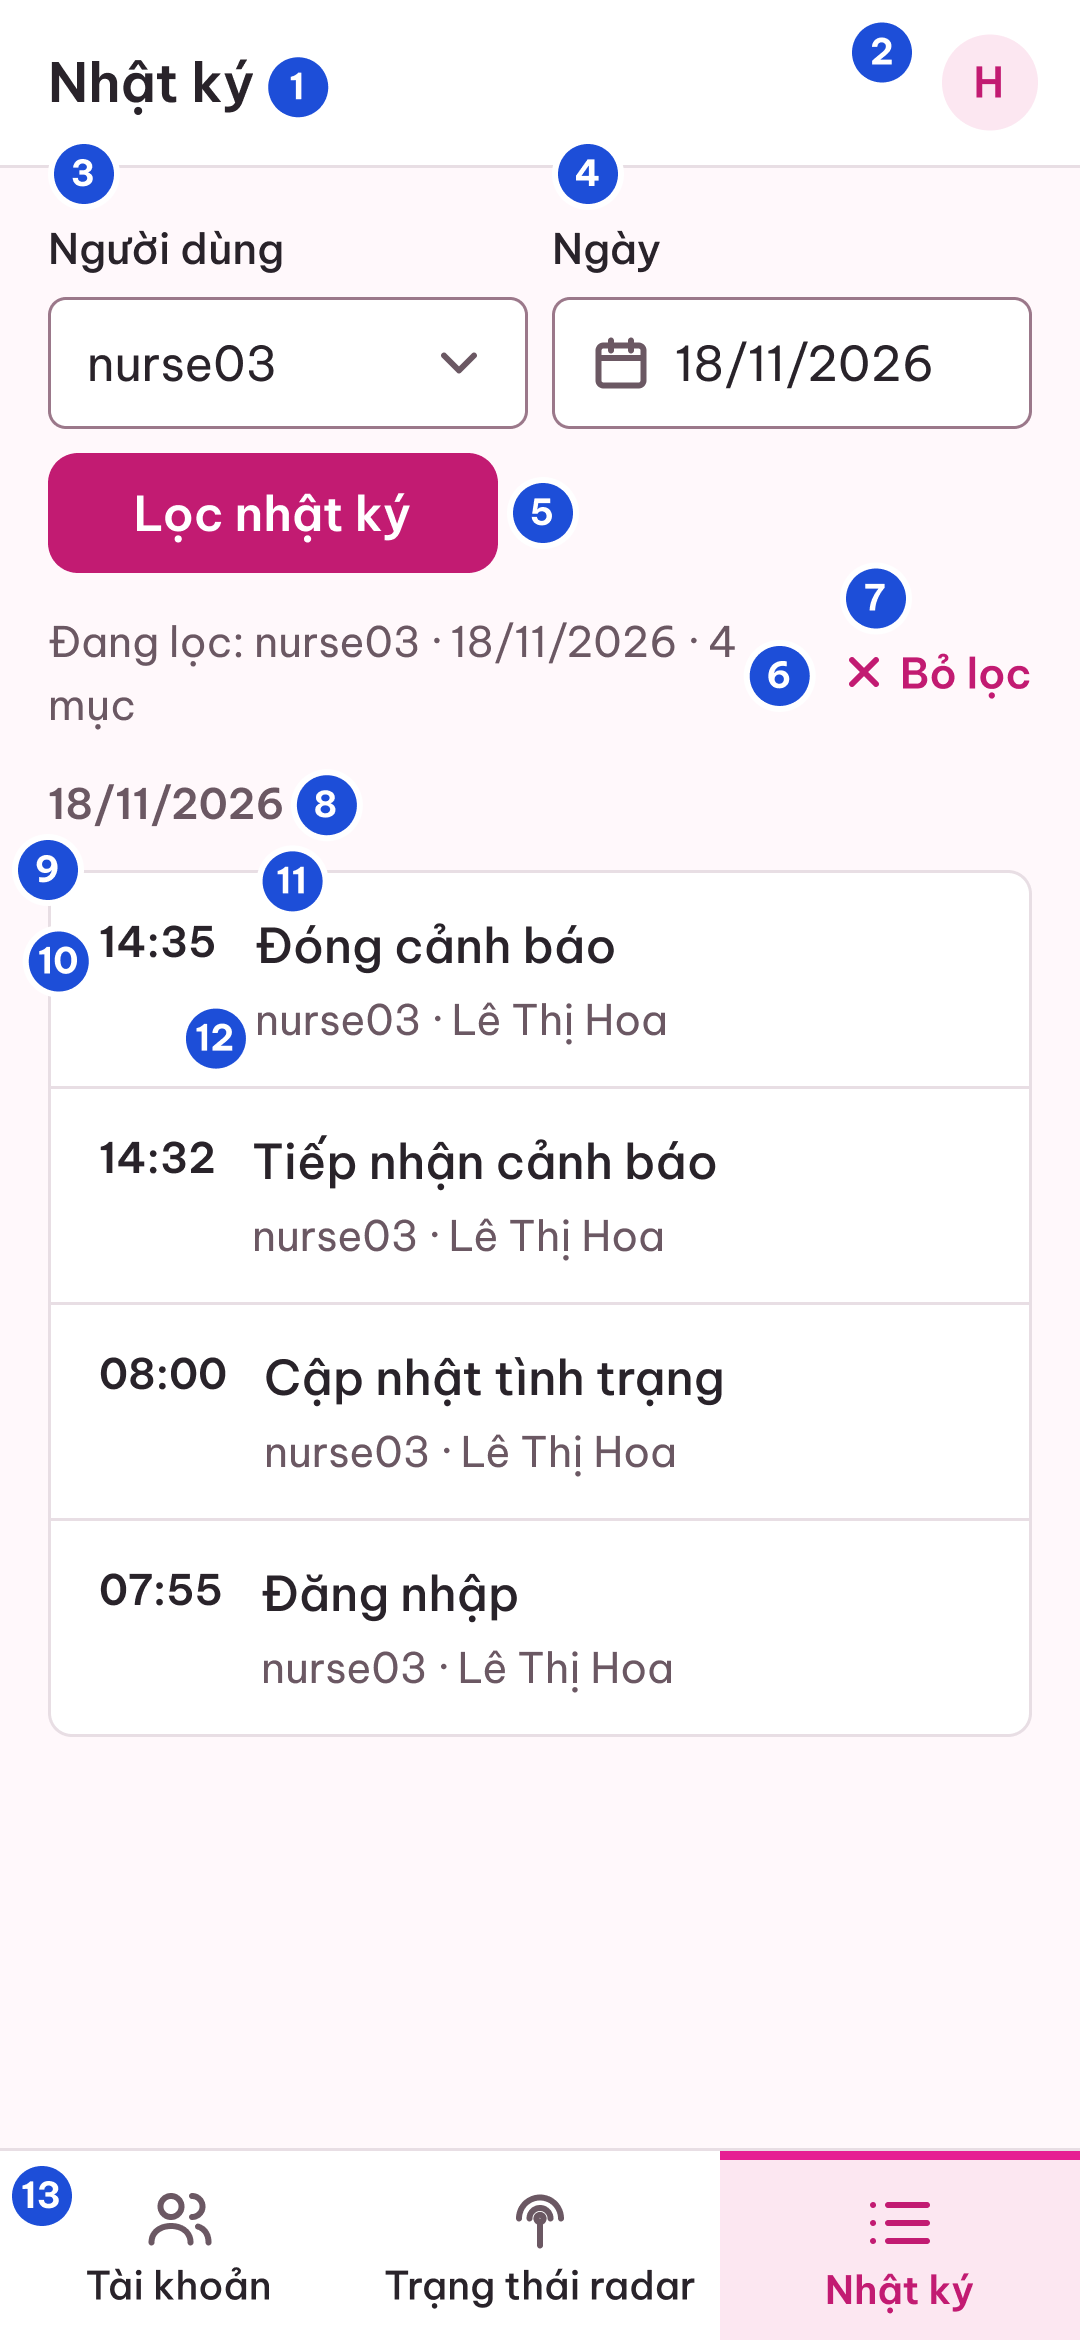 Nhật ký 1
2
H
3
4
Người dùng
Ngày
nurse03
18/11/2026
Lọc nhật ký
5
7
Đang lọc: nurse03 · 18/11/2026 · 4
mục
6
Bỏ lọc
18/11/2026 8
9
11
10
14:35 Đóng cảnh báo
12
nurse03 · Lê Thị Hoa
14:32 Tiếp nhận cảnh báo
nurse03 · Lê Thị Hoa
08:00 Cập nhật tình trạng
nurse03 · Lê Thị Hoa
07:55 Đăng nhập
nurse03 · Lê Thị Hoa
13
Tài khoản
Trạng thái radar
Nhật ký